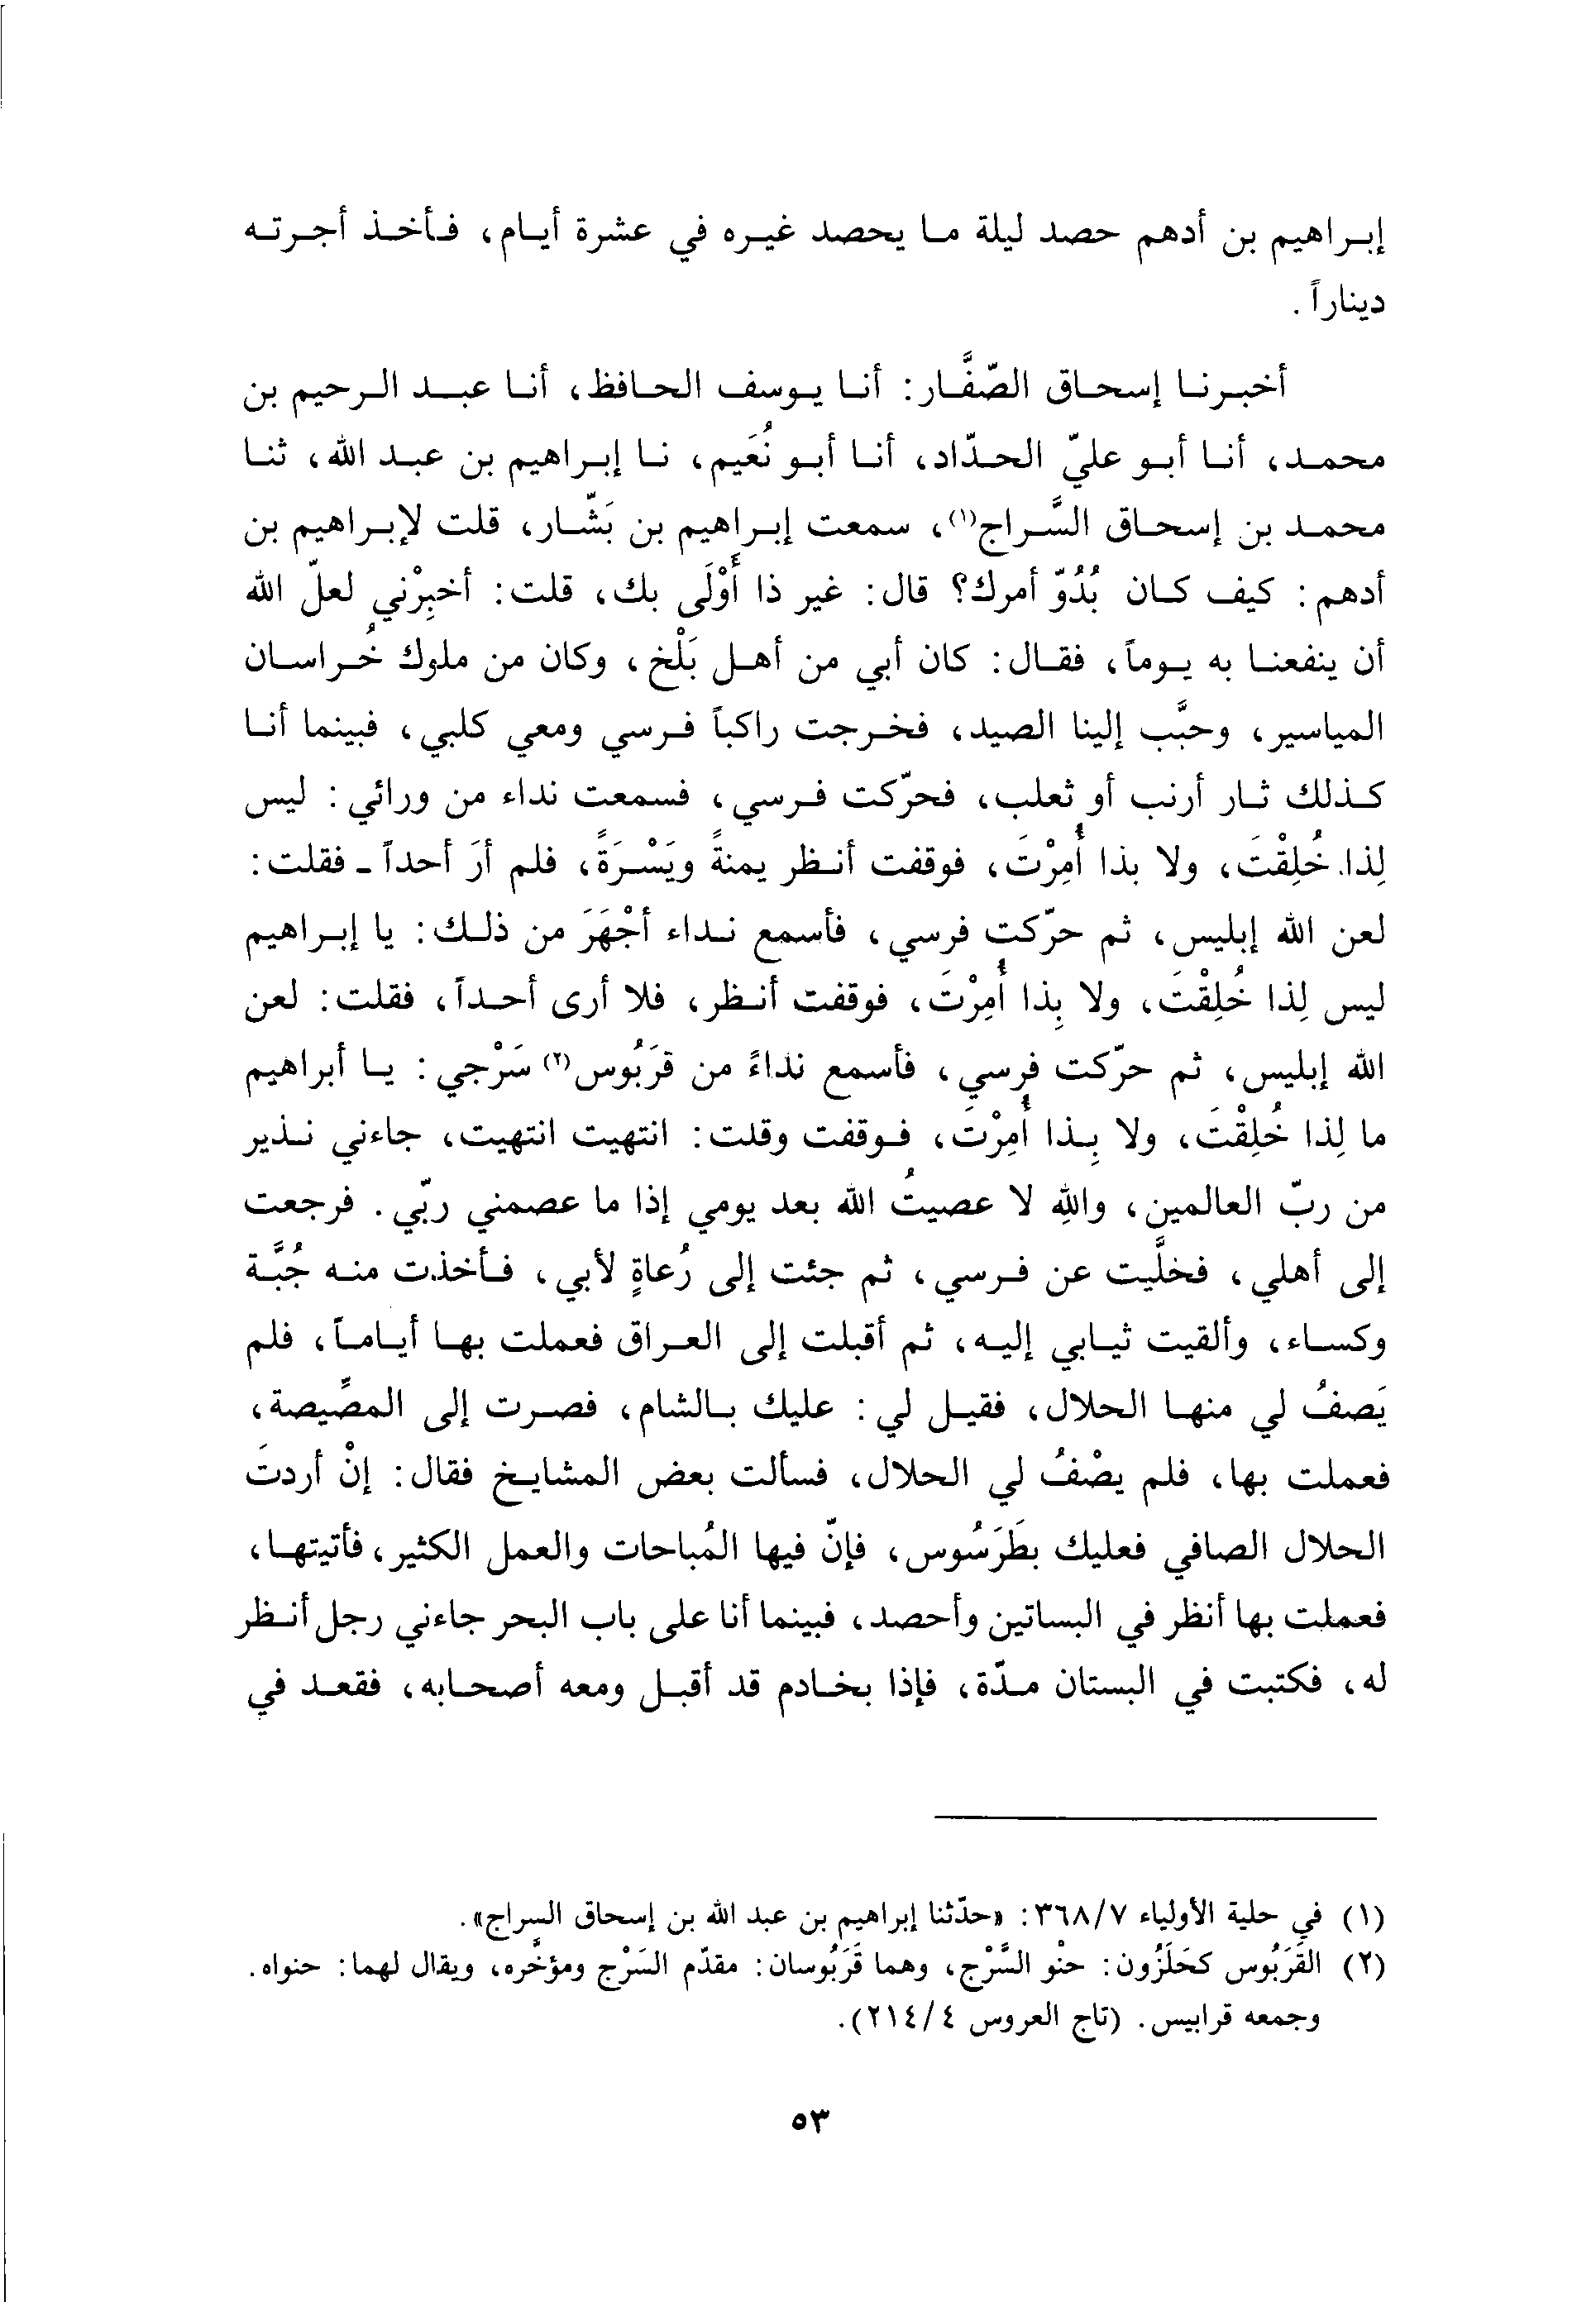 إبراهيم بن أدهم حصد ليلة ما يحصد غيره في عشرة أيام، فأخذ أجرته
ديناراً.
أخبرنا إسحاق الصّفَّار: أنا يوسف الحافظ، أنا عبد الرحيم بن
محمد، أنا أبو عليّ الحدّاد، أنا أبو نُعَيم، نا إبراهيم بن عبد الله، ثنا
محمد بن إسحاق السَّراج(١)، سمعت إبراهيم بن بَشّار، قلت لإبراهيم بن
أدهم: كيف كان بُدُوّ أمرك؟ قال: غير ذا أَوْلَى بك، قلت: أخبِرْني لعلّ الله
أن ينفعنا به يوماً، فقال: كان أبي من أهل بَلْخ، وكان من ملوك خُراسان
المياسير، وحبَّب إلينا الصيد، فخرجت راكباً فرسي ومعي كلبي، فبينما أنا
كذلك ثار أرنب أو ثعلب، فحرّكت فرسي، فسمعت نداء من ورائي: ليس
لِذا خُلِقْتَ، ولا بذا أُمِرْتَ، فوقفت أنظر يمنةً ويَسْرَةً، فلم أرَ أحداً ـ فقلت:
لعن الله إبليس، ثم حرّكت فرسي، فأسمع نداء أجْهَرَ من ذلك: يا إبراهيم
ليس لِذا خُلِقْتَ، ولا بِذا أُمِرْتَ، فوقفت أنظر، فلا أرى أحداً، فقلت: لعن
الله إبليس، ثم حرّكت فرسي، فأسمع نداءً من قَرَبُوس(٢) سَرْجي: يا أبراهيم
ما لِذا خُلِقْتَ، ولا بِذا أُمِرْتَ، فوقفت وقلت: انتهيت انتهيت، جاءني نذير
من ربّ العالمين، واللهِ لا عصيتُ الله بعد يومي إذا ما عصمني ربّي. فرجعت
إلى أهلي، فخلَّيت عن فرسي، ثم جئت إلى رُعاةٍ لأبي، فأخذت منه جُبَّة
وكساء، وألقيت ثيابي إليه، ثم أقبلت إلى العراق فعملت بها أياماً، فلم
يَصفُ لي منها الحلال، فقيل لي: عليك بالشام، فصرت إلى المصِّيصة،
فعملت بها، فلم يصْفُ لي الحلال، فسألت بعض المشايخ فقال: إنْ أردتَ
الحلال الصافي فعليك بطَرَسُوس، فإنّ فيها المُباحات والعمل الكثير، فأتيتها،
فعملت بها أنظر في البساتين وأحصد، فبينما أنا على باب البحر جاءني رجل أنظر
له، فكتبت في البستان مدّة، فإذا بخادم قد أقبل ومعه أصحابه، فقعد في
(١) في حلية الأولياء ٣٦٨/٧: «حدّثنا إبراهيم بن عبد الله بن إسحاق السراج».
(٢) القَرَبُوس كَحَلَزُون: حنْو السَّرْج، وهما قَرَبُوسان: مقدّم السَرْج ومؤخَّره، ويقال لهما: حنواه.
وجمعه قرابيس. (تاج العروس ٢١٤/٤).
٥٣